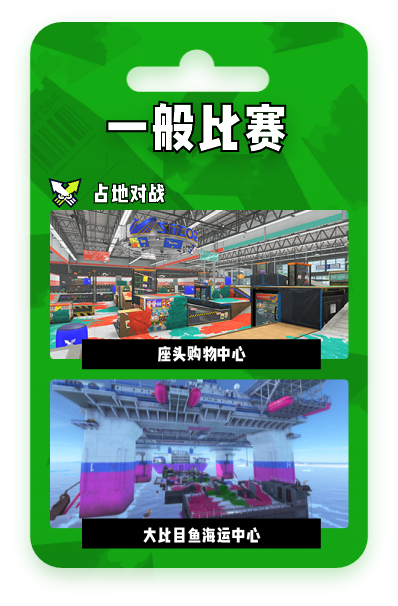 一般比赛
占地对战
座头购物中心
大比目鱼海运中心